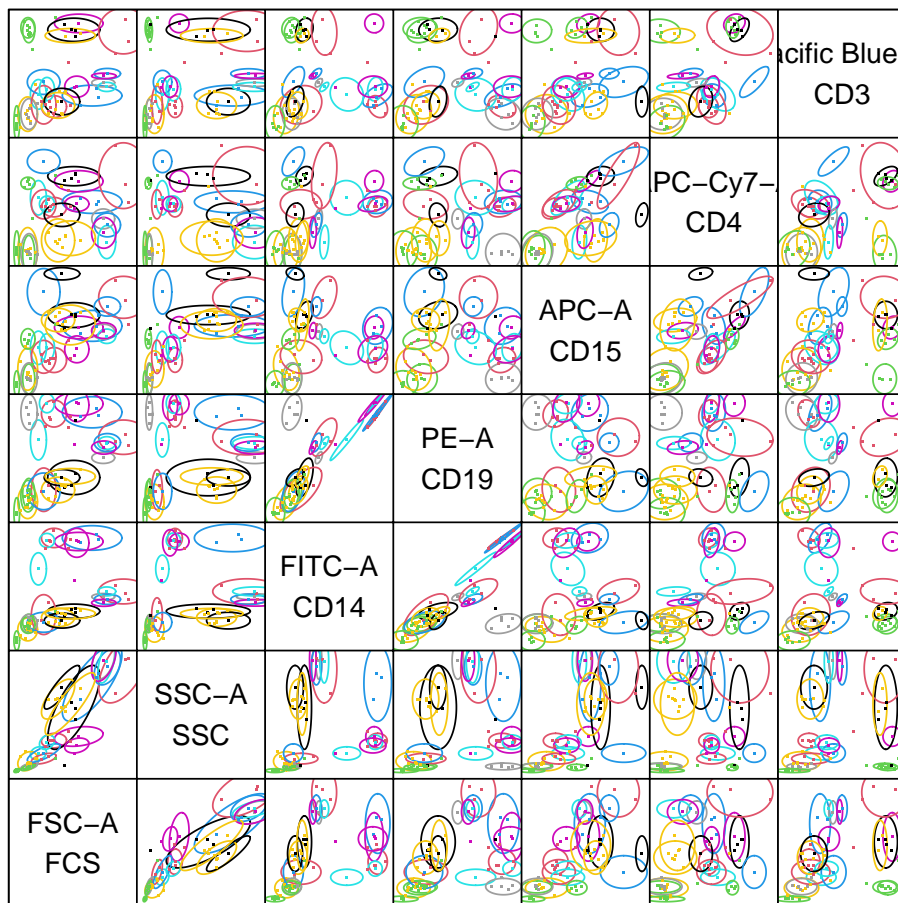 acific Blue-
CD3
PC−Cy7−A
CD4
APC−A
CD15
PE−A
CD19
FITC−A
CD14
SSC−A
SSC
FSC−A
FCS